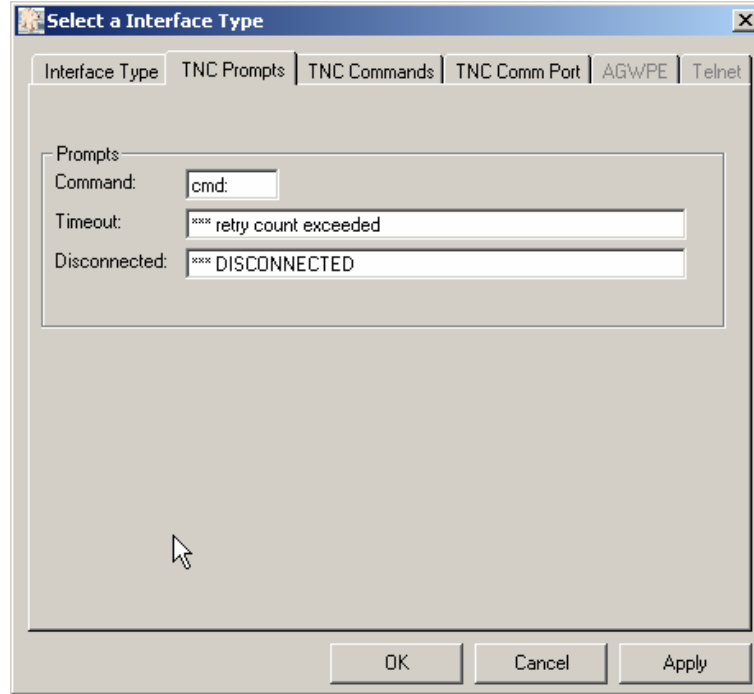 Select a Interface Type
Interface Type TNC Prompts TNC Commands TNC Comm Port AGWPE Telnet
Prompts
Command: cmd:
Timeout: *** retry count exceeded
Disconnected: *** DISCONNECTED
OK Cancel Apply